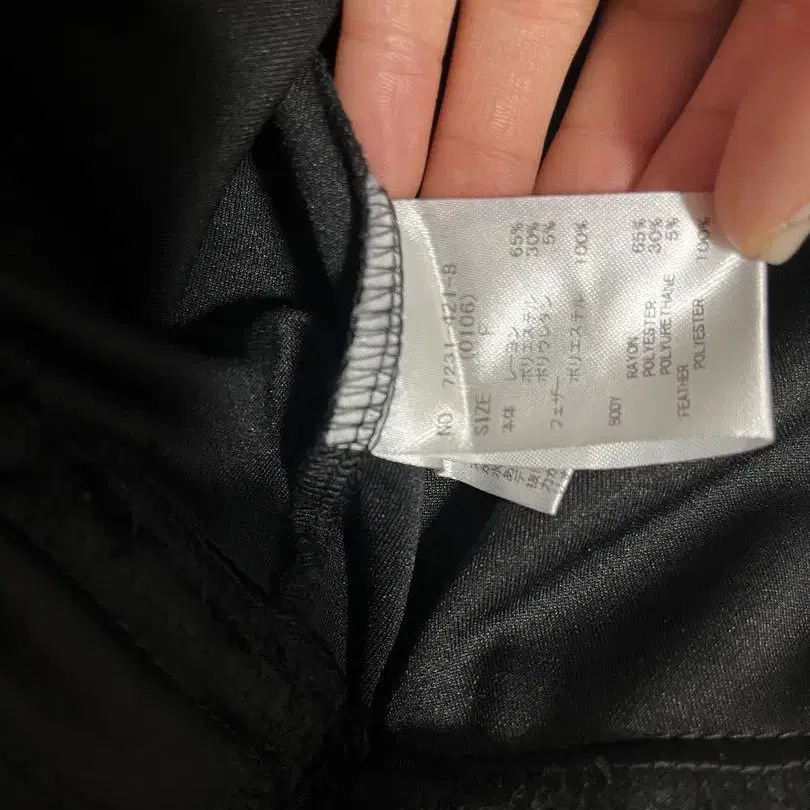 NO 7231-421-8
(0106)
SIZE F
本体 レーヨン 65%
ポリエステル 30%
ポリウレタン 5%
フェザー
ポリエステル 100%
BODY
RAYON 65%
POLYESTER 30%
POLYURETHANE 5%
FEATHER
POLYESTER 100%